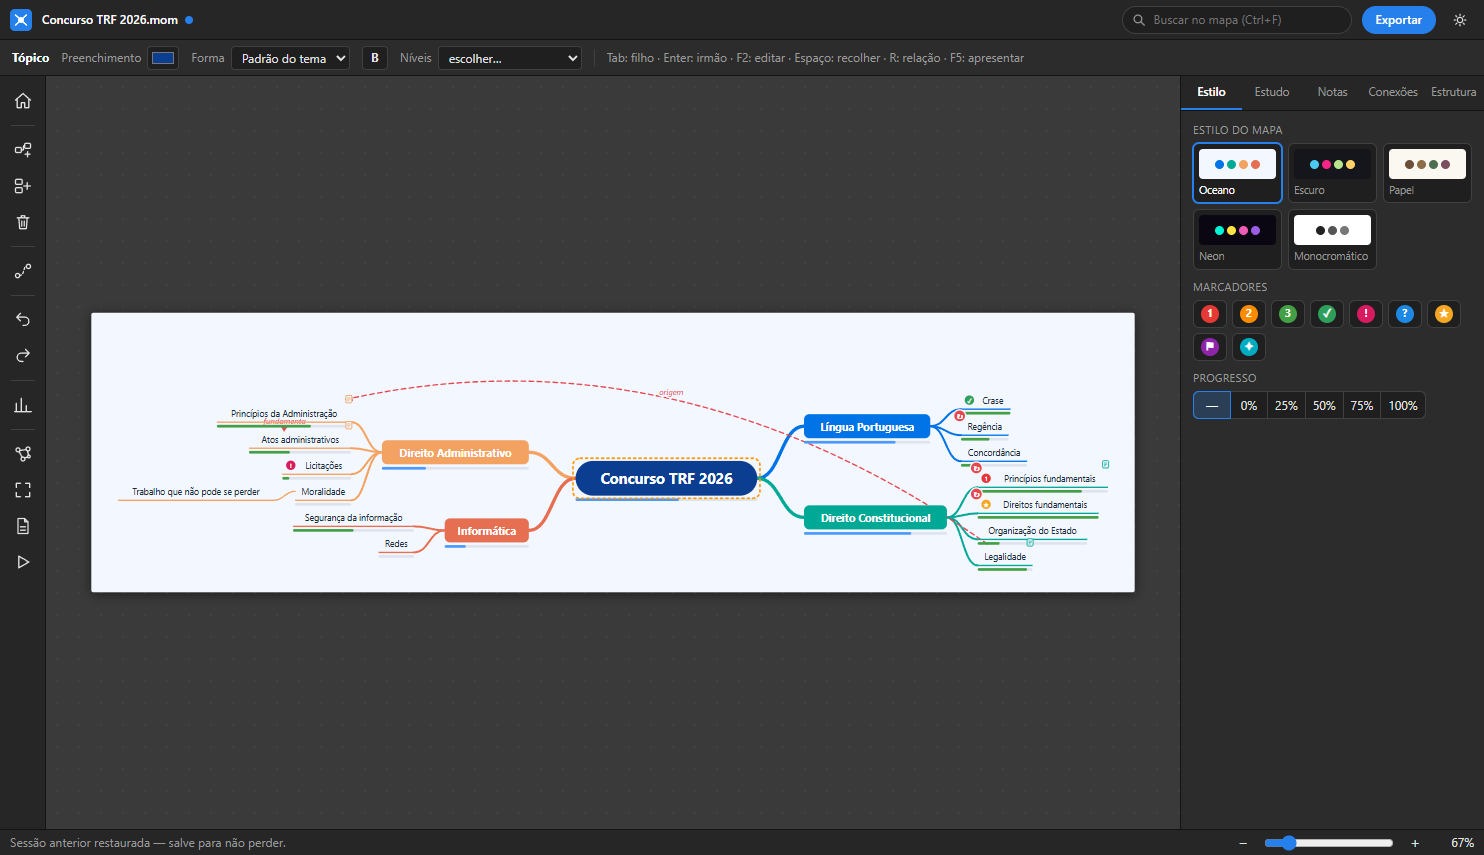 Concurso TRF 2026.mom
Buscar no mapa (Ctrl+F)
Exportar
Tópico
Preenchimento
Forma
Padrão do tema
B
Níveis
escolher...
Tab: filho · Enter: irmão · F2: editar · Espaço: recolher · R: relação · F5: apresentar
Estilo
Estudo
Notas
Conexões
Estrutura
ESTILO DO MAPA
Oceano
Escuro
Papel
Neon
Monocromático
MARCADORES
1
2
3
!
?
PROGRESSO
—
0%
25%
50%
75%
100%
origem
Princípios da Administração
fundamenta
Atos administrativos
Licitações
Trabalho que não pode se perder
Moralidade
Direito Administrativo
Segurança da informação
Redes
Informática
Concurso TRF 2026
Língua Portuguesa
Crase
Regência
Concordância
Direito Constitucional
1
Princípios fundamentais
Direitos fundamentais
Organização do Estado
Legalidade
Sessão anterior restaurada — salve para não perder.
67%